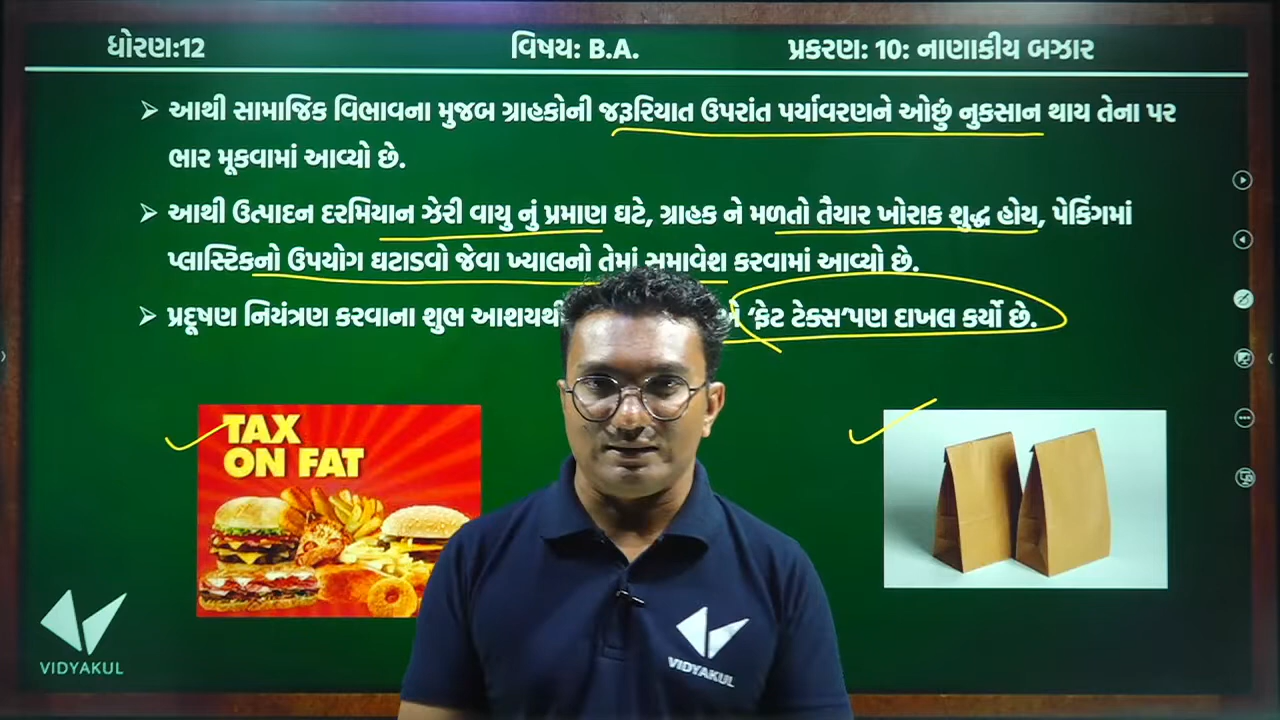 ધોરણ:12 વિષય: B.A. પ્રકરણ: 10: નાણાકીય બઝાર
➢ આથી સામાજિક વિભાવના મુજબ ગ્રાહકોની જરૂરિયાત ઉપરાંત પર્યાવરણને ઓછું નુકસાન થાય તેના પર
ભાર મૂકવામાં આવ્યો છે.
➢ આથી ઉત્પાદન દરમિયાન ઝેરી વાયુ નું પ્રમાણ ઘટે, ગ્રાહક ને મળતો તૈયાર ખોરાક શુદ્ધ હોય, પેકિંગમાં
પ્લાસ્ટિકનો ઉપયોગ ઘટાડવો જેવા ખ્યાલનો તેમાં સમાવેશ કરવામાં આવ્યો છે.
➢ પ્રદૂષણ નિયંત્રણ કરવાના શુભ આશયથી ‘ફેટ ટેક્સ’પણ દાખલ કર્યો છે.
TAX
ON FAT
VIDYAKUL
VIDYAKUL